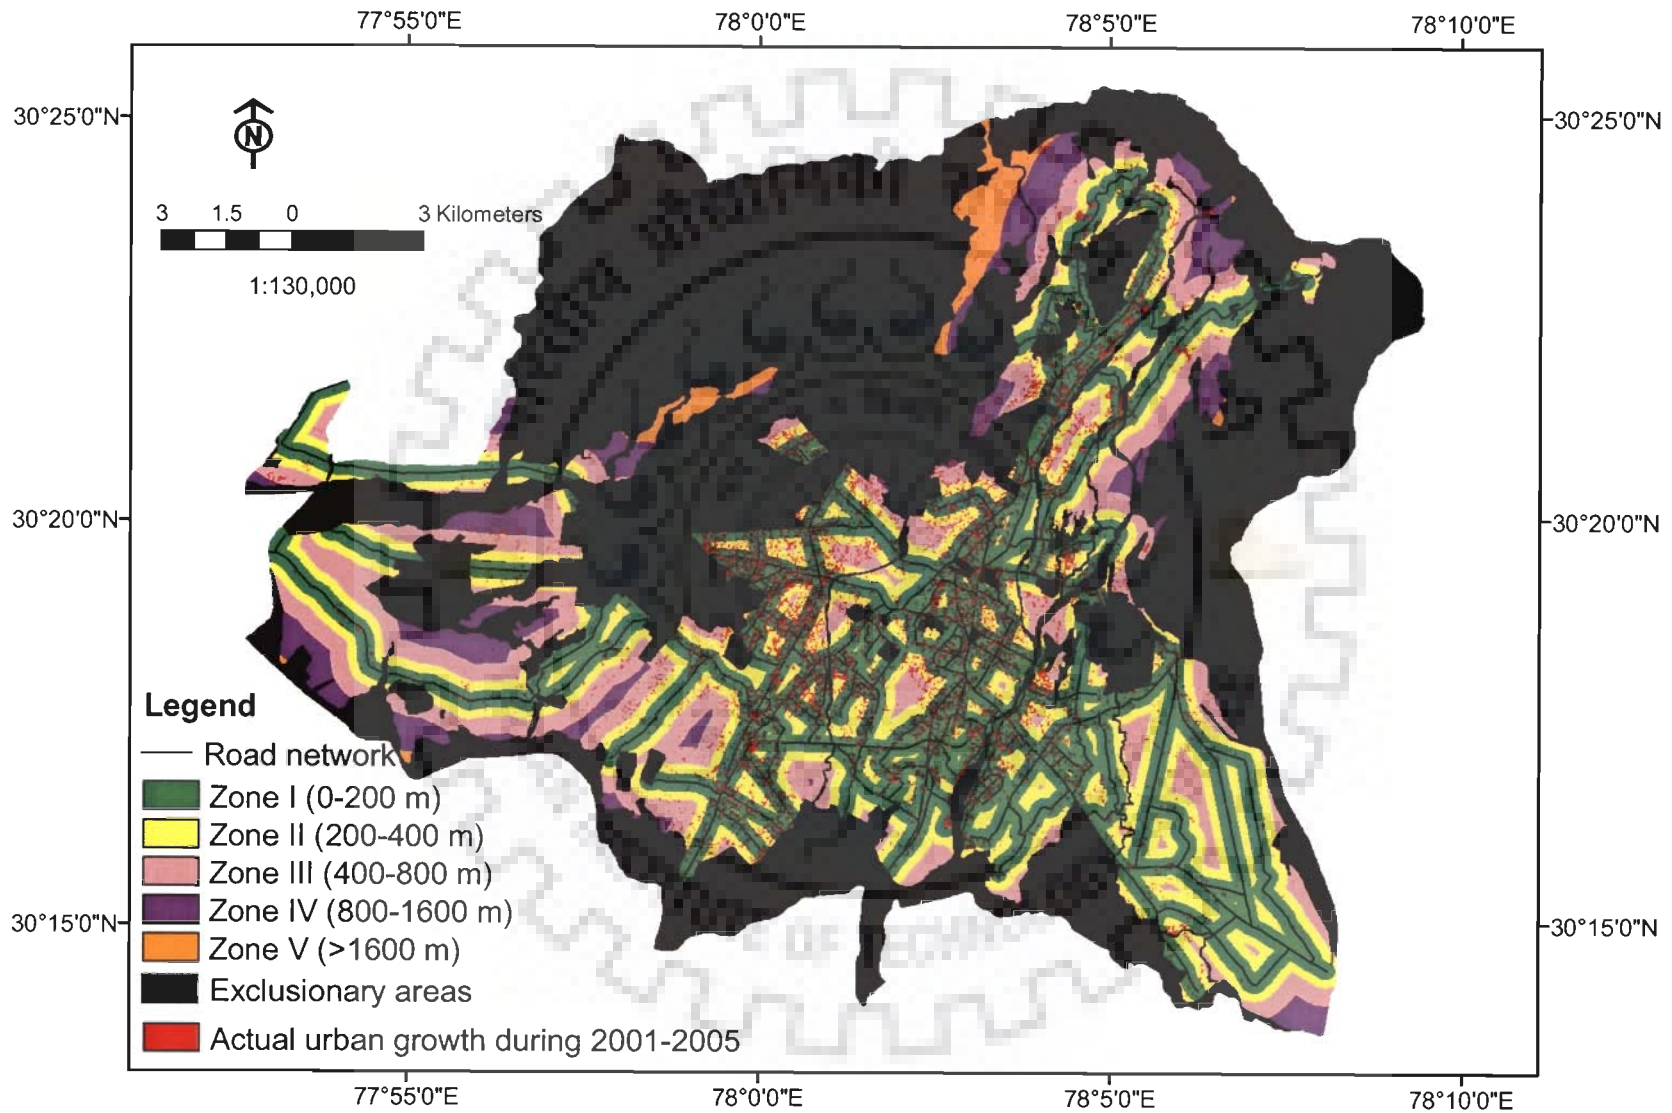 77°55'0"E 78°0'0"E 78°5'0"E 78°10'0"E
30°25'0"N 30°25'0"N
N
3 1.5 0 3 Kilometers
1:130,000
30°20'0"N 30°20'0"N
Legend
Road network
Zone I (0-200 m)
Zone II (200-400 m)
Zone III (400-800 m)
Zone IV (800-1600 m)
Zone V (>1600 m)
30°15'0"N 30°15'0"N
Exclusionary areas
Actual urban growth during 2001-2005
77°55'0"E 78°0'0"E 78°5'0"E 78°10'0"E